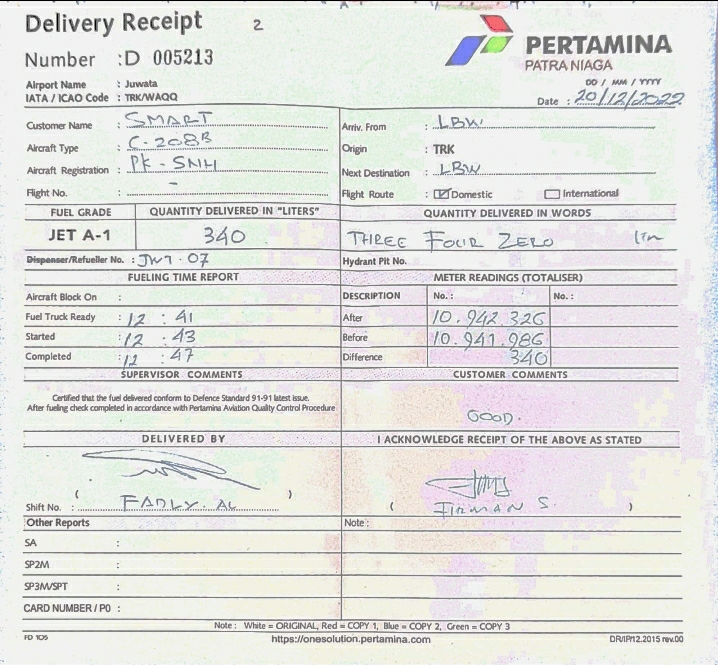 Delivery Receipt 2
Number : D 005213
PERTAMINA
PATRA NIAGA
Airport Name : Juwata
IATA / ICAO Code : TRK/WAQQ
DD / MM / YYYY
Date : 20/12/2022
Customer Name : SMART
Arriv. From : LBW
Aircraft Type : C-208B
Origin : TRK
Aircraft Registration : PK-SNH
Next Destination : LBW
Flight No. : -
Flight Route : Domestic International
FUEL GRADE QUANTITY DELIVERED IN "LITERS" QUANTITY DELIVERED IN WORDS
JET A-1 340 THREE FOUR ZERO
Dispenser/Refueller No. : JW7.07 Hydrant Pit No.
FUELING TIME REPORT METER READINGS (TOTALISER)
Aircraft Block On : DESCRIPTION No. : No. :
Fuel Truck Ready : 12 : 41 After 10.942.326
Started : 12 : 43 Before 10.941.986
Completed : 12 : 47 Difference 340
SUPERVISOR COMMENTS CUSTOMER COMMENTS
Certified that the fuel delivered conform to Defence Standard 91-91 latest issue.
After fueling check completed in accordance with Pertamina Aviation Quality Control Procedure
GOOD.
DELIVERED BY I ACKNOWLEDGE RECEIPT OF THE ABOVE AS STATED
( )
Shift No. : FADLY. AL
( FIRMAN S. )
Other Reports Note :
SA :
SP2M :
SP3M/SPT :
CARD NUMBER / PO :
Note : White = ORIGINAL, Red = COPY 1, Blue = COPY 2, Green = COPY 3
FD 105 https://onesolution.pertamina.com DR/IP/12.2015 rev.00